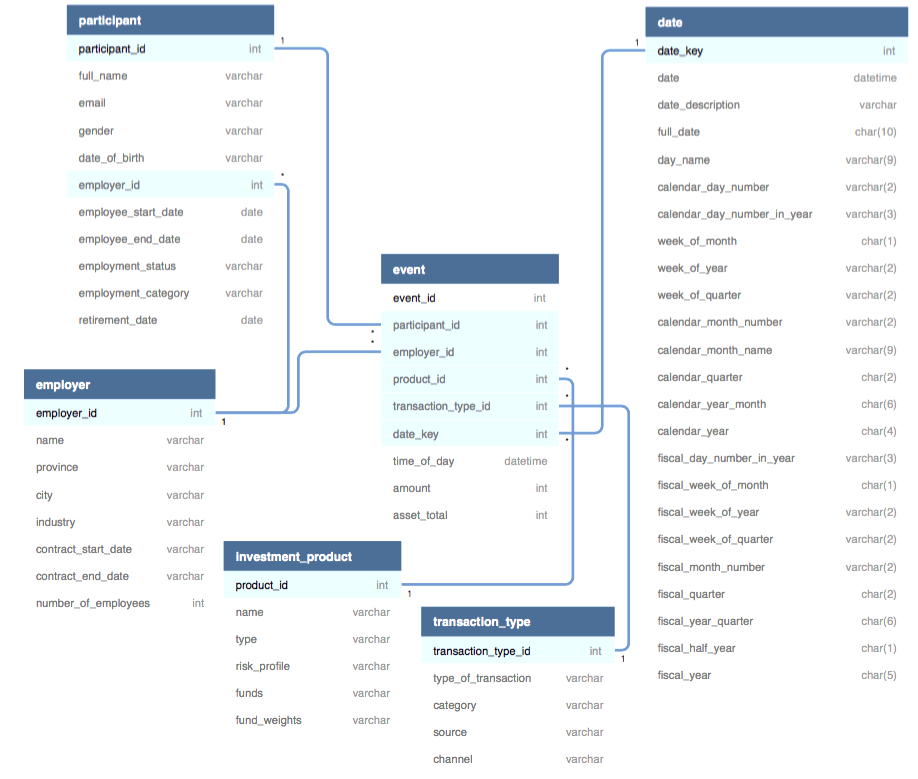 participant
participant_id int
full_name varchar
email varchar
gender varchar
date_of_birth varchar
employer_id int
employee_start_date date
employee_end_date date
employment_status varchar
employment_category varchar
retirement_date date
1
*
employer
employer_id int
name varchar
province varchar
city varchar
industry varchar
contract_start_date varchar
contract_end_date varchar
number_of_employees int
1
event
event_id int
participant_id int
employer_id int
product_id int
transaction_type_id int
date_key int
time_of_day datetime
amount int
asset_total int
*
*
*
*
*
investment_product
product_id int
name varchar
type varchar
risk_profile varchar
funds varchar
fund_weights varchar
1
transaction_type
transaction_type_id int
type_of_transaction varchar
category varchar
source varchar
channel varchar
1
date
1
date_key int
date datetime
date_description varchar
full_date char(10)
day_name varchar(9)
calendar_day_number varchar(2)
calendar_day_number_in_year varchar(3)
week_of_month char(1)
week_of_year varchar(2)
week_of_quarter varchar(2)
calendar_month_number varchar(2)
calendar_month_name varchar(9)
calendar_quarter char(2)
calendar_year_month char(6)
calendar_year char(4)
fiscal_day_number_in_year varchar(3)
fiscal_week_of_month char(1)
fiscal_week_of_year varchar(2)
fiscal_week_of_quarter varchar(2)
fiscal_month_number varchar(2)
fiscal_quarter char(2)
fiscal_year_quarter char(6)
fiscal_half_year char(1)
fiscal_year char(5)